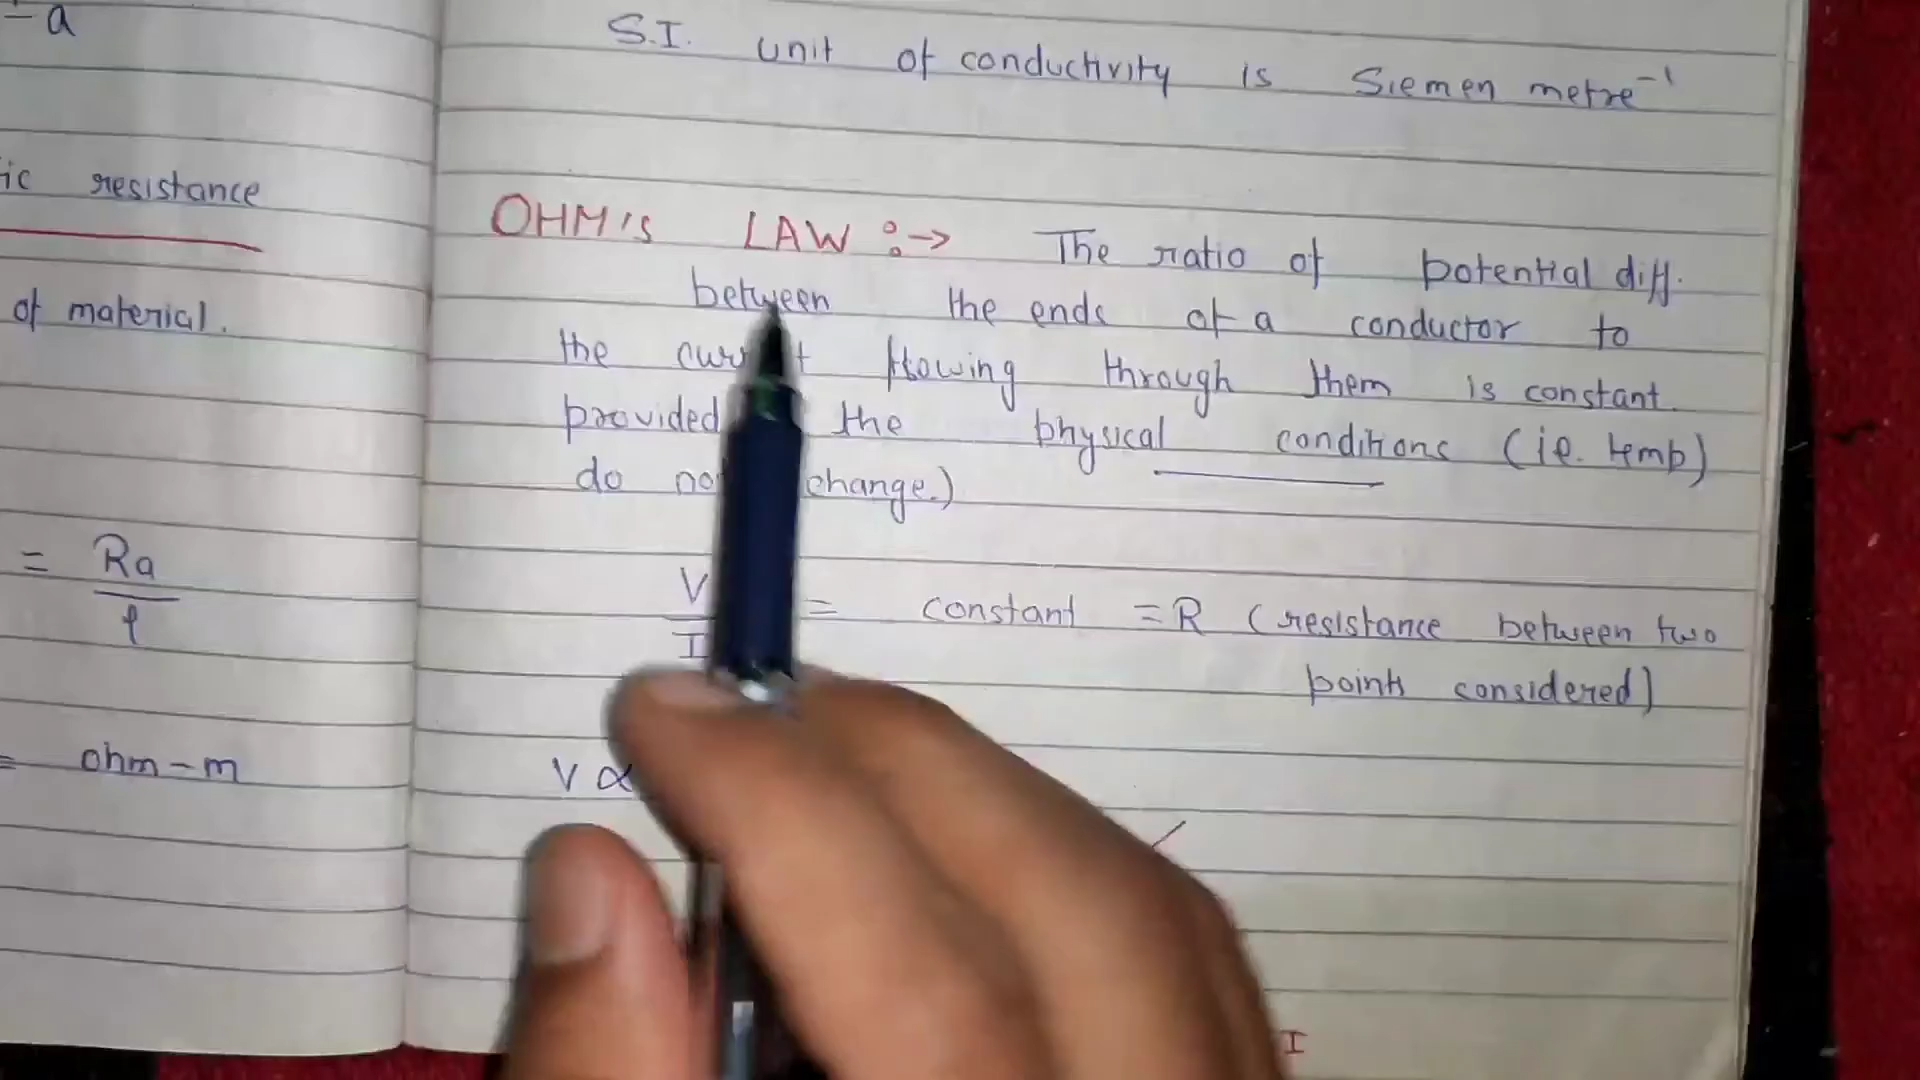 - a
ic resistance
of material.
= Ra
l
= ohm-m
S.I. unit of conductivity is Siemen metre⁻¹
OHM's LAW :→ The ratio of potential diff.
between the ends of a conductor to
the flowing through them is constant.
provided the physical conditions (ie. temp)
do change.)
V
I
= constant = R (resistance between two
points considered)
V ∝
I